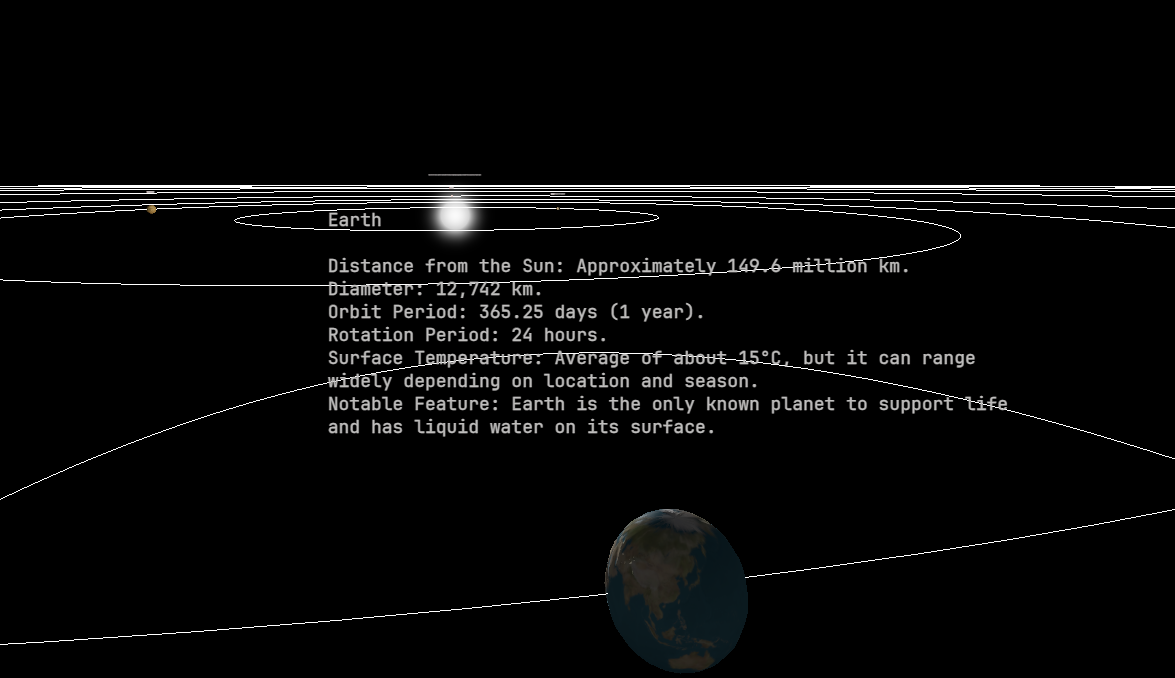 Earth
Distance from the Sun: Approximately 149.6 million km.
Diameter: 12,742 km.
Orbit Period: 365.25 days (1 year).
Rotation Period: 24 hours.
Surface Temperature: Average of about 15°C, but it can range
widely depending on location and season.
Notable Feature: Earth is the only known planet to support life
and has liquid water on its surface.